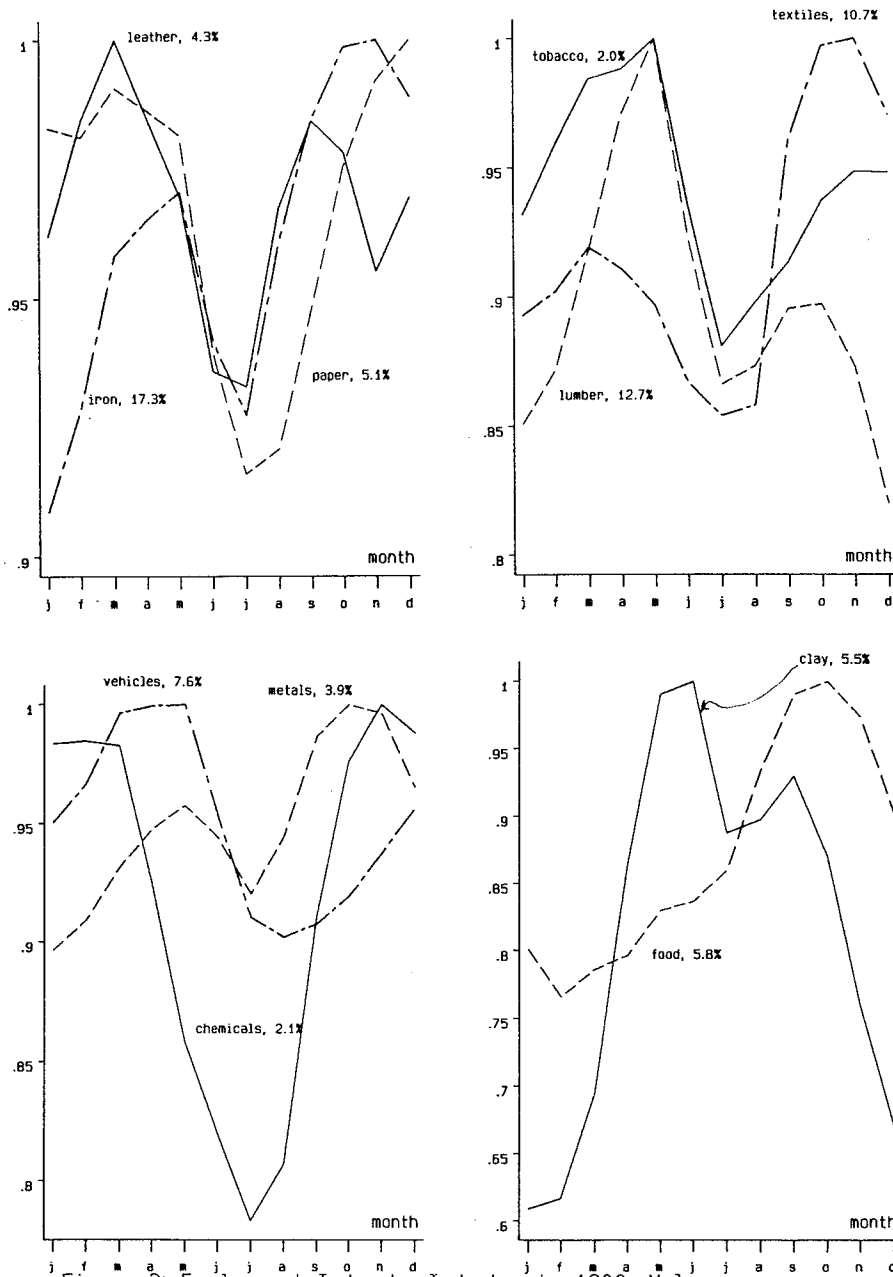 leather, 4.3%
1
.95
.9
iron, 17.3%
paper, 5.1%
month
j f m a m j j a s o n d
textiles, 10.7%
tobacco, 2.0%
1
.95
.9
.85
.8
lumber, 12.7%
month
j f m a m j j a s o n d
vehicles, 7.6%
metals, 3.9%
1
.95
.9
.85
.8
chemicals, 2.1%
month
j f m a m j j a s o n d
clay, 5.5%
1
.95
.9
.85
.8
.75
.7
.65
.6
food, 5.8%
month
j f m a m j j a s o n d